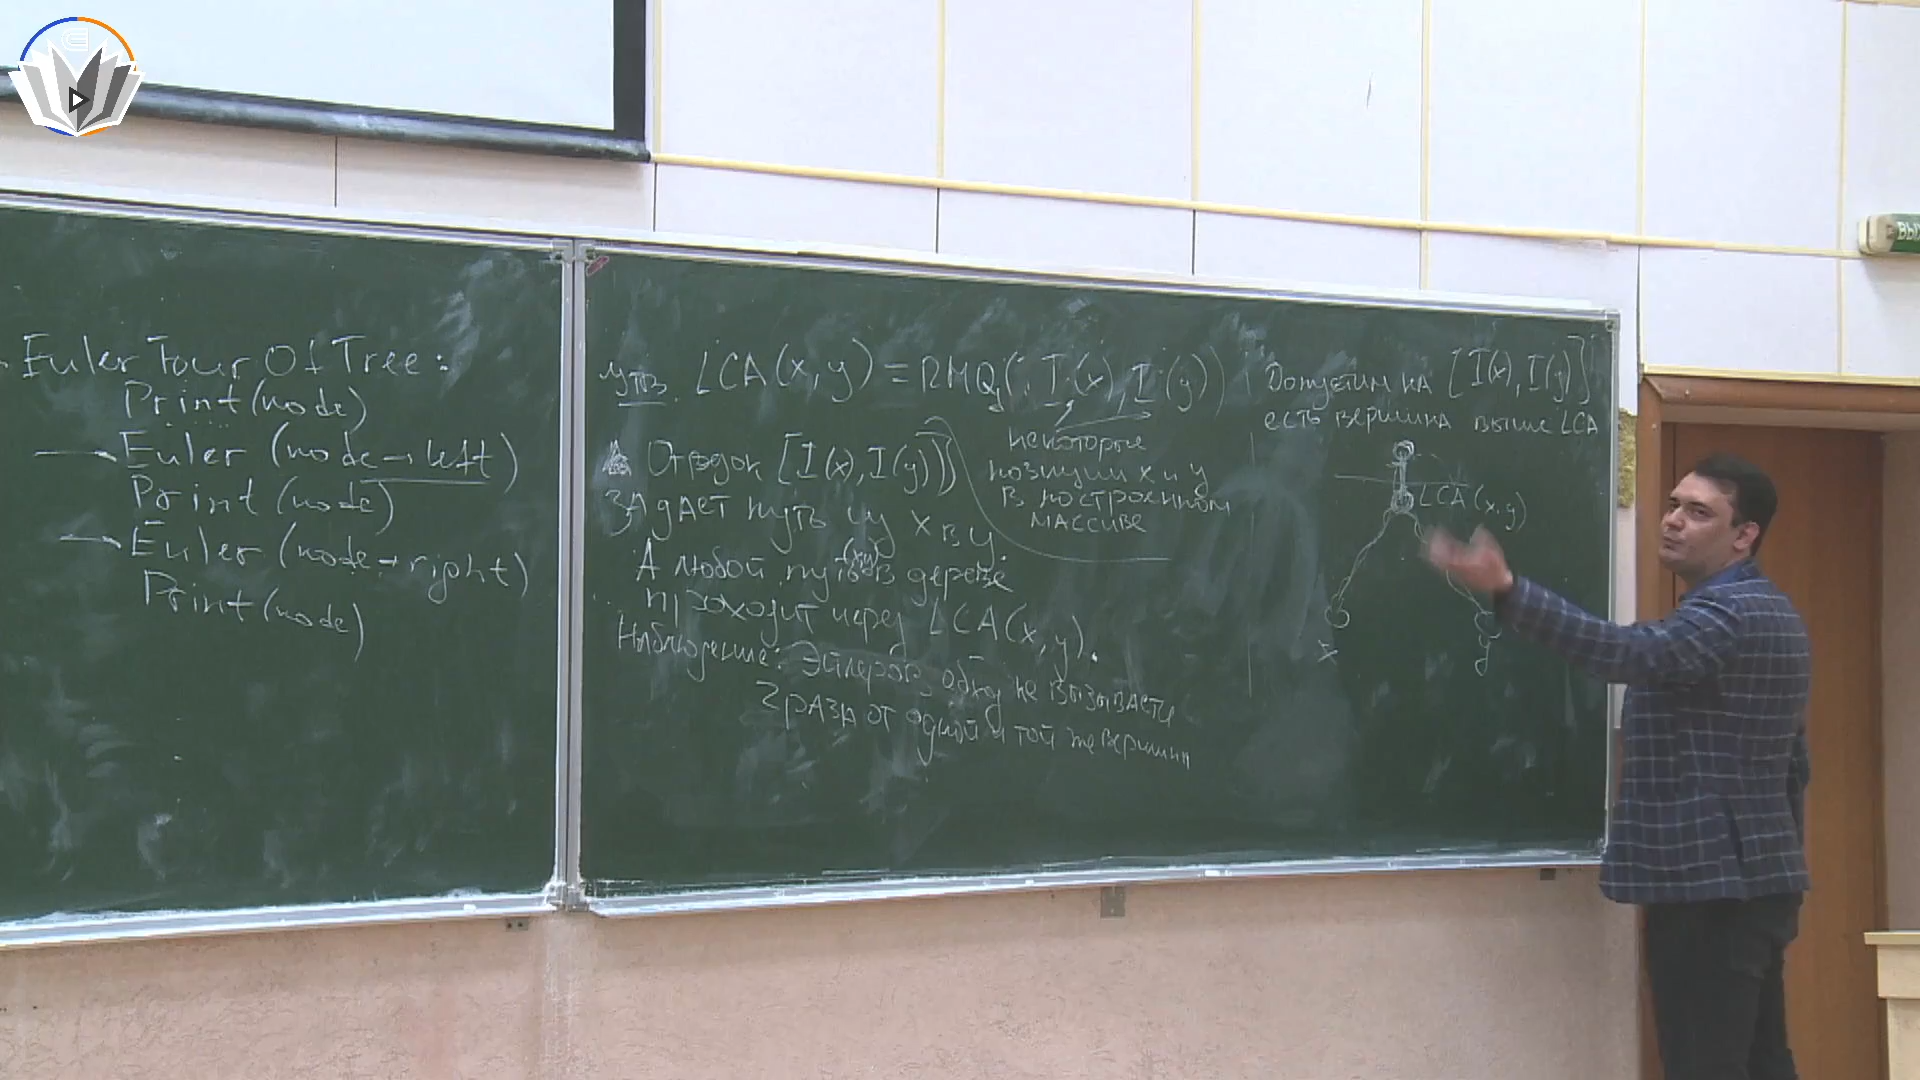 Euler Tour Of Tree:
Print(node)
Euler (node→left)
Print(node)
Euler (node→right)
Print(node)
Утв. LCA(x,y) = RMQ(I(x), I(y))
некоторые
позиции x и y
в построенном
массиве
Отрезок [I(x), I(y)]
задает путь из x в y.
А любой путь (x,y) в дереве
проходит через LCA(x,y).
Наблюдение: Эйлеров обход не вызывается
2 раза от одной и той же вершины
Допустим на [I(x), I(y)]
есть вершина выше LCA
LCA(x,y)
x
y